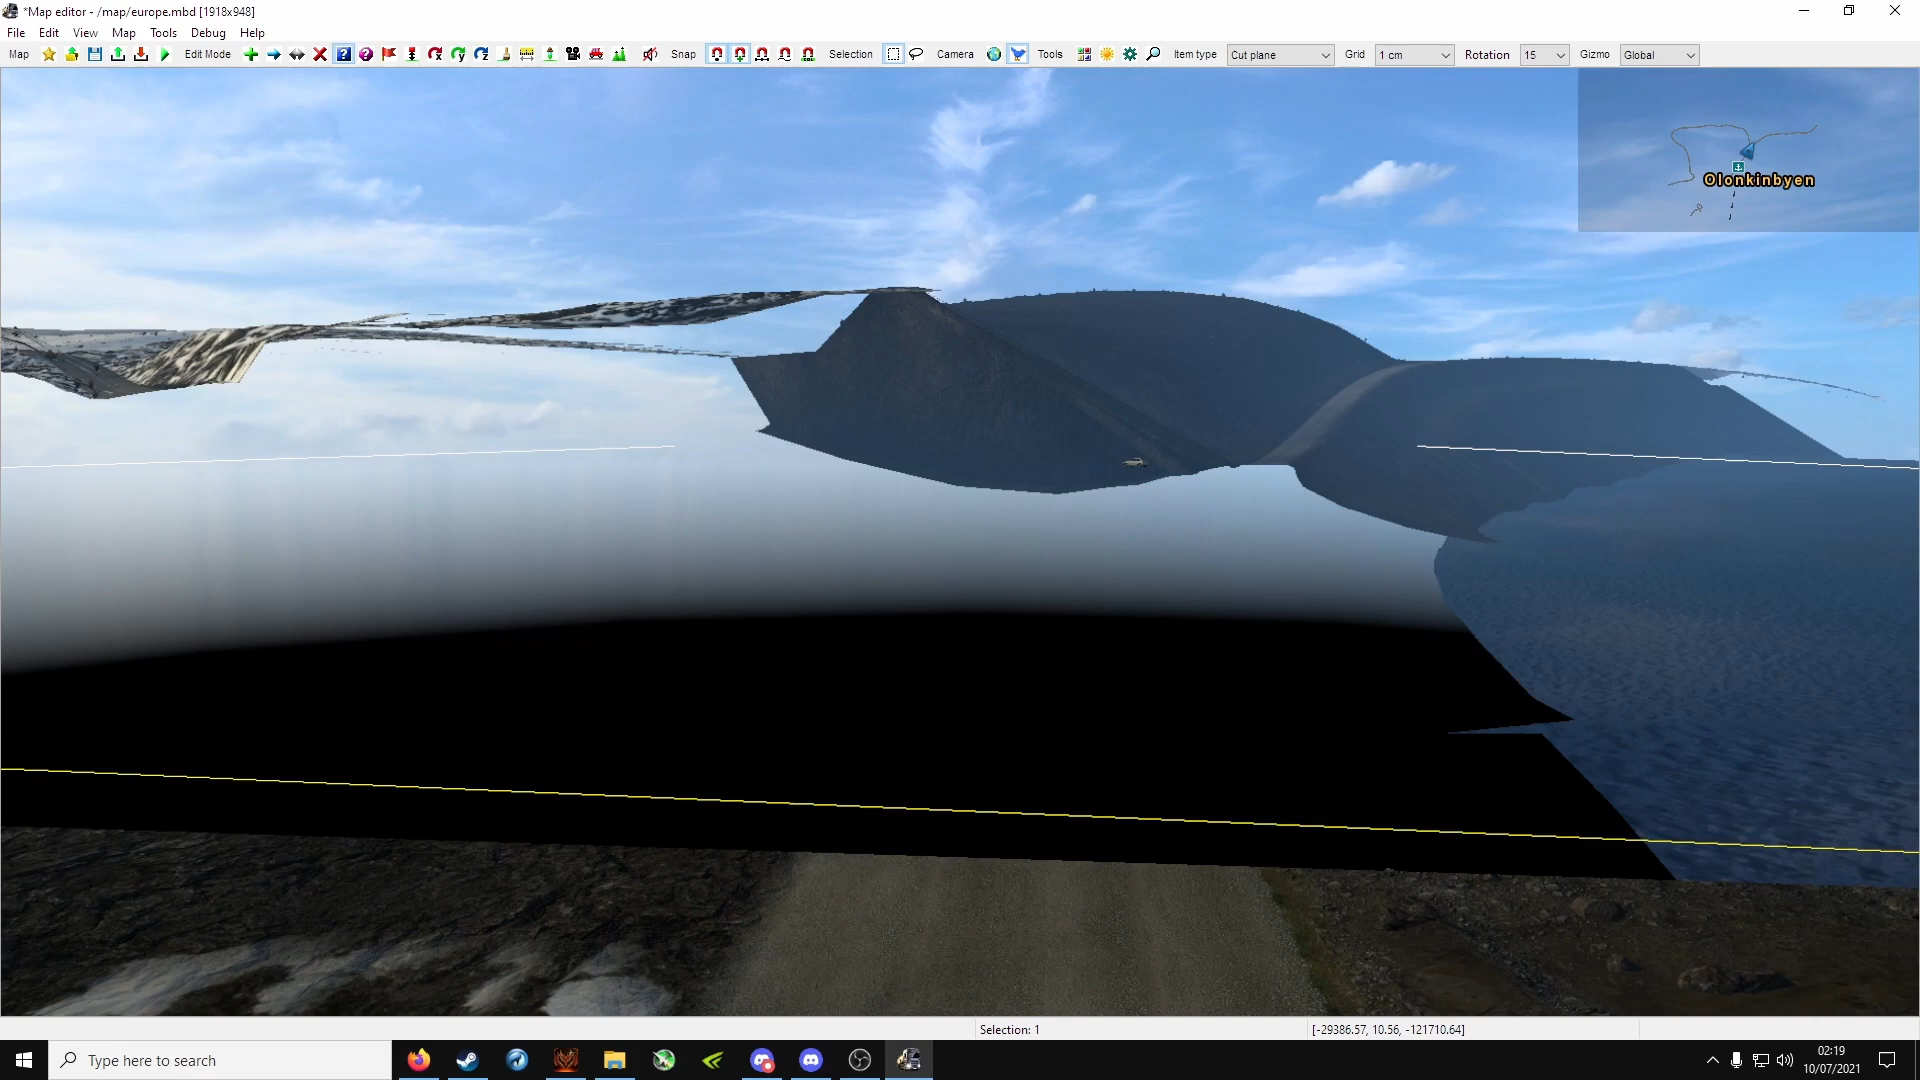 *Map editor - /map/europe.mbd [1918x948]
File Edit View Map Tools Debug Help
Map Edit Mode Snap Selection Camera Tools Item type Cut plane Grid 1 cm Rotation 15 Gizmo Global
Olonkinbyen
Selection: 1 [-29386.57, 10.56, -121710.64]
Type here to search
02:19
10/07/2021